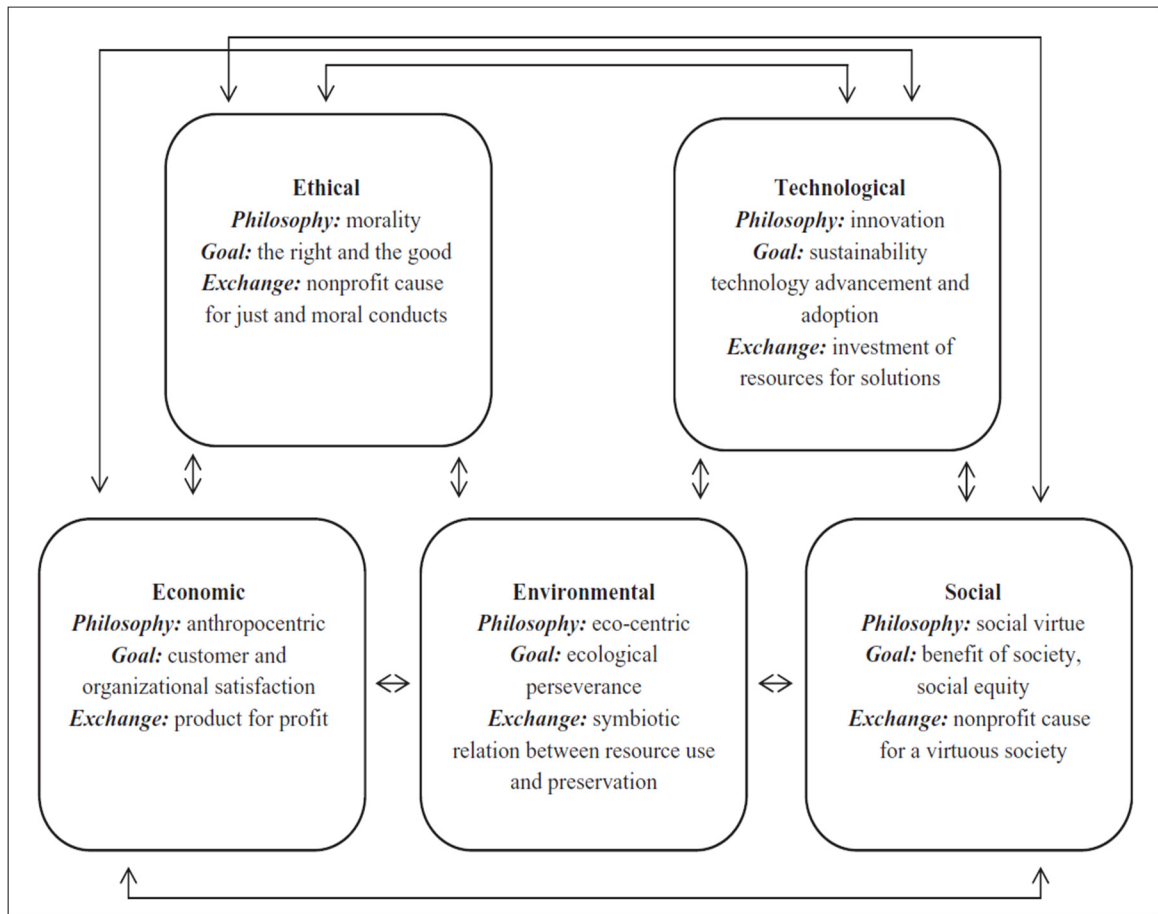 Ethical
Philosophy: morality
Goal: the right and the good
Exchange: nonprofit cause
for just and moral conducts
Technological
Philosophy: innovation
Goal: sustainability
technology advancement and
adoption
Exchange: investment of
resources for solutions
Economic
Philosophy: anthropocentric
Goal: customer and
organizational satisfaction
Exchange: product for profit
Environmental
Philosophy: eco-centric
Goal: ecological
perseverance
Exchange: symbiotic
relation between resource use
and preservation
Social
Philosophy: social virtue
Goal: benefit of society,
social equity
Exchange: nonprofit cause
for a virtuous society